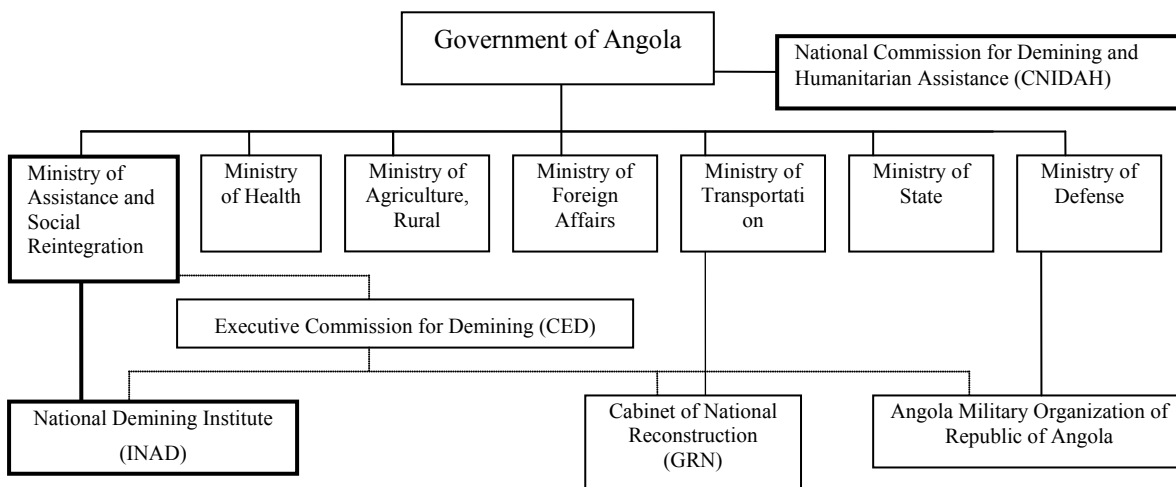 Government of Angola
National Commission for Demining and
Humanitarian Assistance (CNIDAH)
Ministry of
Assistance and
Social
Reintegration
Ministry
of Health
Ministry of
Agriculture,
Rural
Ministry of
Foreign
Affairs
Ministry of
Transportati
on
Ministry of
State
Ministry of
Defense
Executive Commission for Demining (CED)
National Demining Institute
(INAD)
Cabinet of National
Reconstruction
(GRN)
Angola Military Organization of
Republic of Angola